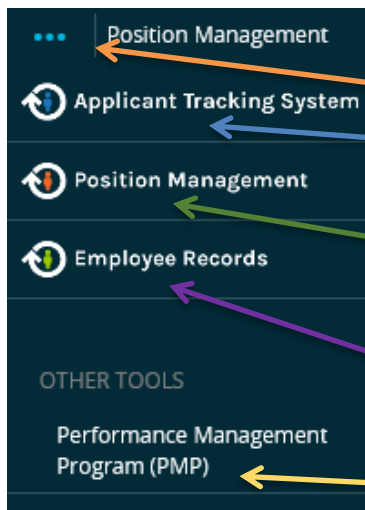 Position Management
Applicant Tracking System
Position Management
Employee Records
OTHER TOOLS
Performance Management
Program (PMP)